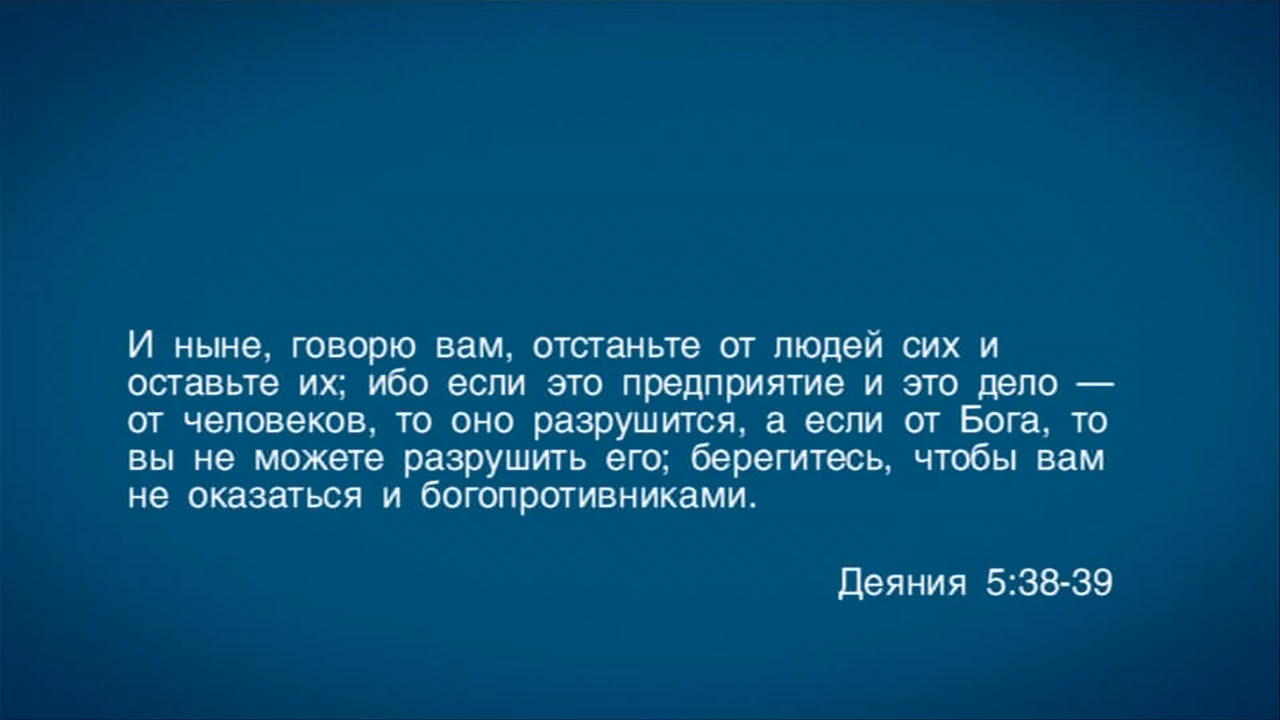 И ныне, говорю вам, отстаньте от людей сих и
оставьте их; ибо если это предприятие и это дело —
от человеков, то оно разрушится, а если от Бога, то
вы не можете разрушить его; берегитесь, чтобы вам
не оказаться и богопротивниками.
Деяния 5:38-39